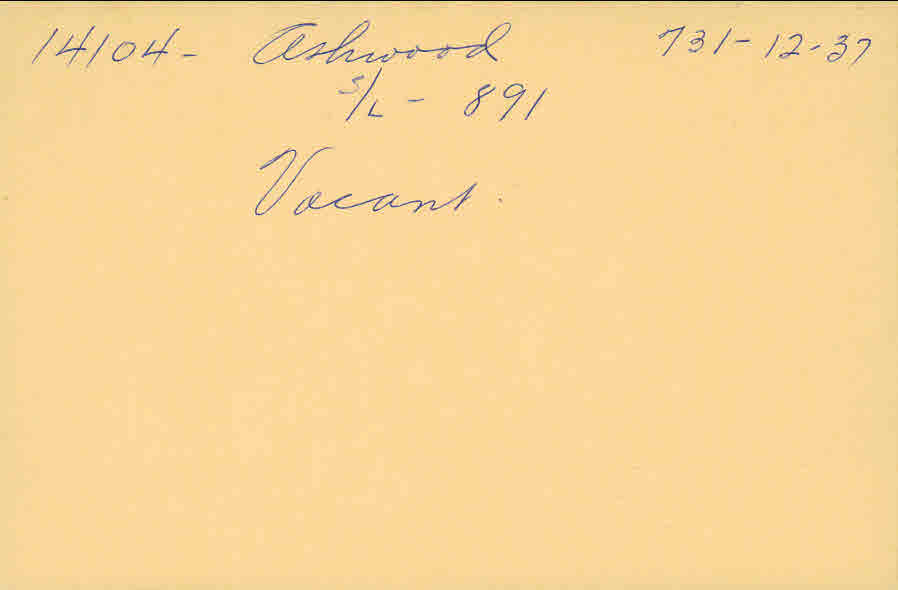 14104- Ashwood 731-12-37
S/L - 891
Vacant.